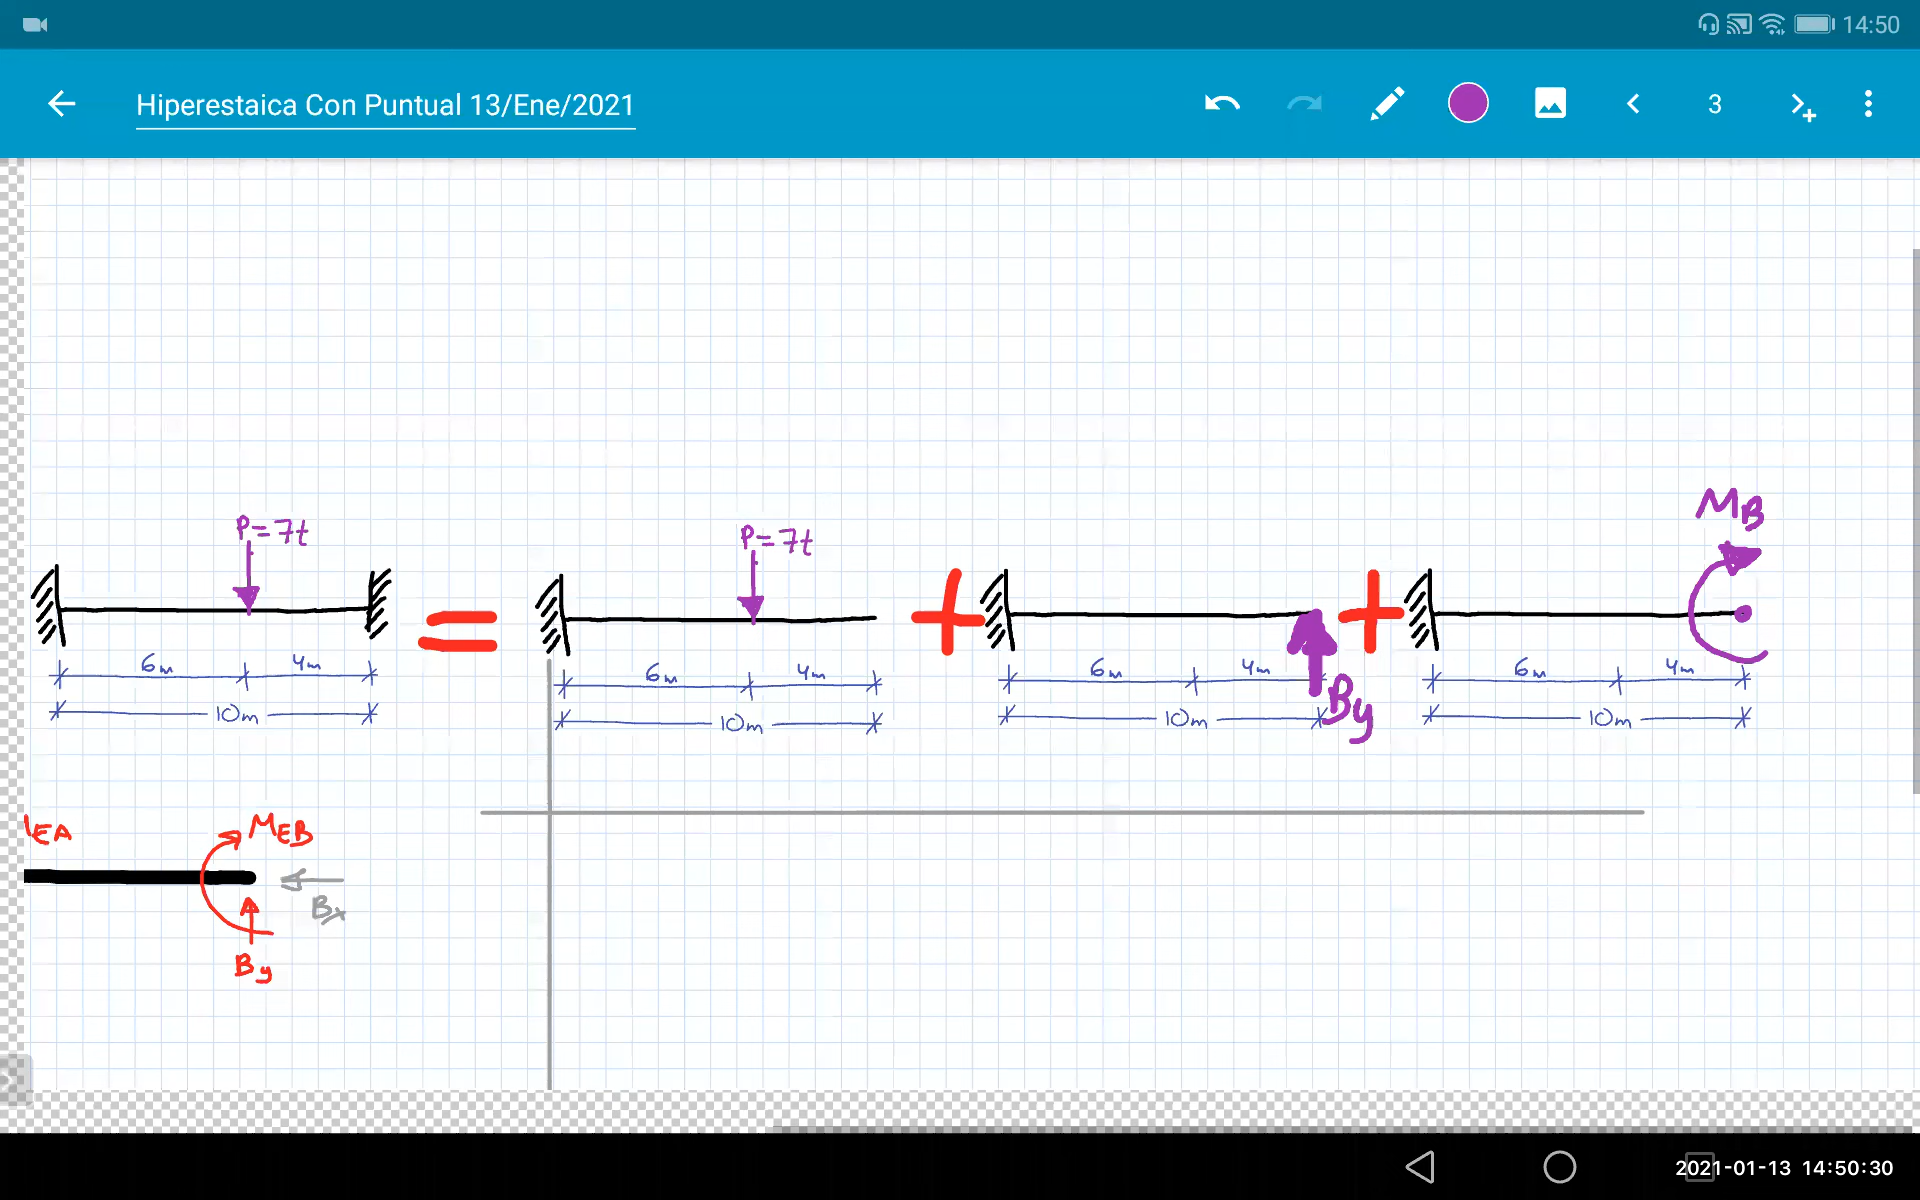 14:50
Hiperestaica Con Puntual 13/Ene/2021
3
P=7t
6m 4m
10m
=
P=7t
6m 4m
10m
+
6m 4m
10m
By
+
MB
6m 4m
10m
EA
MEB
Bx
By
2021-01-13 14:50:30